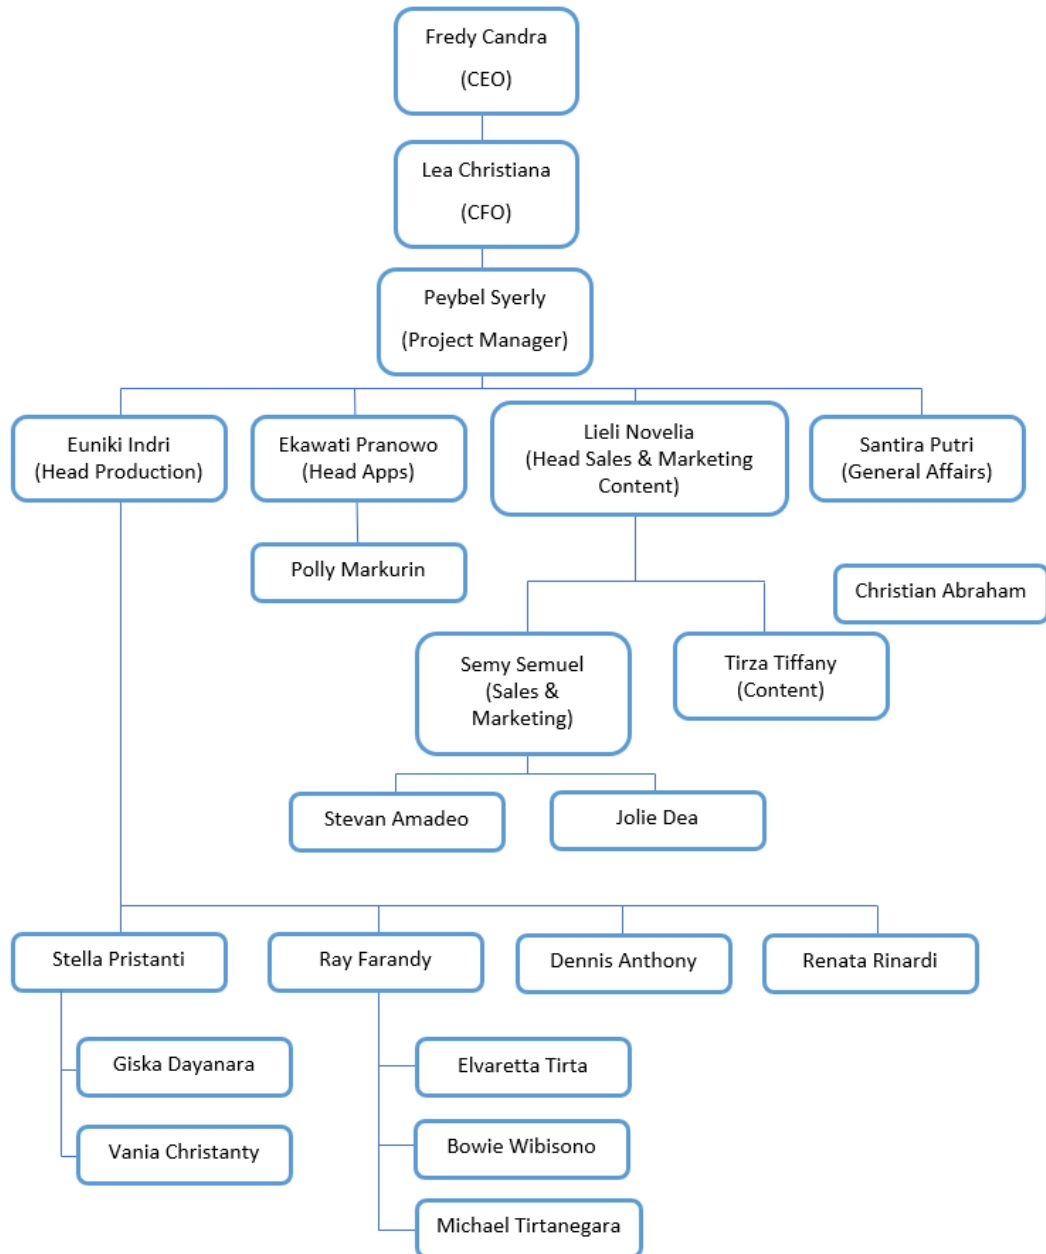 Fredy Candra
(CEO)
Lea Christiana
(CFO)
Peybel Syerly
(Project Manager)
Euniki Indri
(Head Production)
Ekawati Pranowo
(Head Apps)
Lieli Novelia
(Head Sales & Marketing
Content)
Santira Putri
(General Affairs)
Polly Markurin
Christian Abraham
Semy Semuel
(Sales &
Marketing)
Tirza Tiffany
(Content)
Stevan Amadeo
Jolie Dea
Stella Pristanti
Ray Farandy
Dennis Anthony
Renata Rinardi
Giska Dayanara
Elvaretta Tirta
Vania Christanty
Bowie Wibisono
Michael Tirtanegara